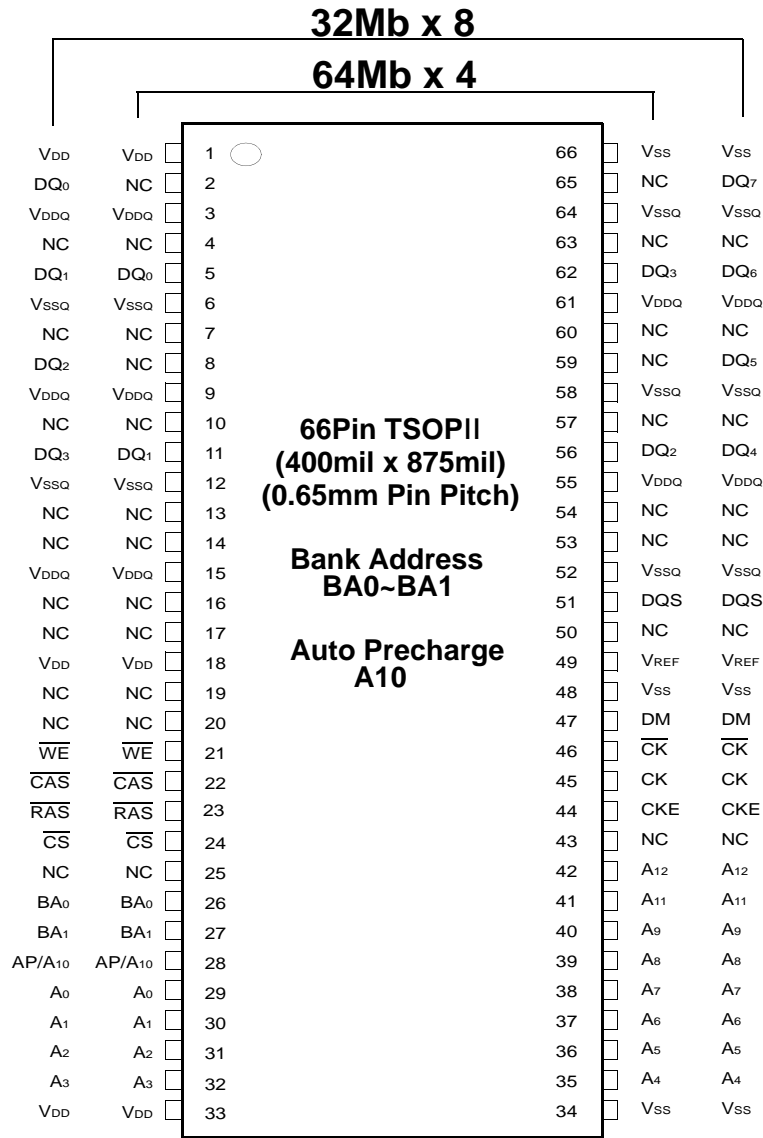 32Mb x 8
64Mb x 4
VDD VDD 1 66 VSS VSS
DQ0 NC 2 65 NC DQ7
VDDQ VDDQ 3 64 VSSQ VSSQ
NC NC 4 63 NC NC
DQ1 DQ0 5 62 DQ3 DQ6
VSSQ VSSQ 6 61 VDDQ VDDQ
NC NC 7 60 NC NC
DQ2 NC 8 59 NC DQ5
VDDQ VDDQ 9 58 VSSQ VSSQ
NC NC 10 57 NC NC
66Pin TSOPII
DQ3 DQ1 11 56 DQ2 DQ4
(400mil x 875mil)
VSSQ VSSQ 12 55 VDDQ VDDQ
(0.65mm Pin Pitch)
NC NC 13 54 NC NC
NC NC 14 53 NC NC
Bank Address
VDDQ VDDQ 15 52 VSSQ VSSQ
BA0~BA1
NC NC 16 51 DQS DQS
NC NC 17 50 NC NC
Auto Precharge
VDD VDD 18 49 VREF VREF
A10
NC NC 19 48 VSS VSS
NC NC 20 47 DM DM
W̅E̅ W̅E̅ 21 46 C̅K̅ C̅K̅
C̅A̅S̅ C̅A̅S̅ 22 45 CK CK
R̅A̅S̅ R̅A̅S̅ 23 44 CKE CKE
C̅S̅ C̅S̅ 24 43 NC NC
NC NC 25 42 A12 A12
BA0 BA0 26 41 A11 A11
BA1 BA1 27 40 A9 A9
AP/A10 AP/A10 28 39 A8 A8
A0 A0 29 38 A7 A7
A1 A1 30 37 A6 A6
A2 A2 31 36 A5 A5
A3 A3 32 35 A4 A4
VDD VDD 33 34 VSS VSS